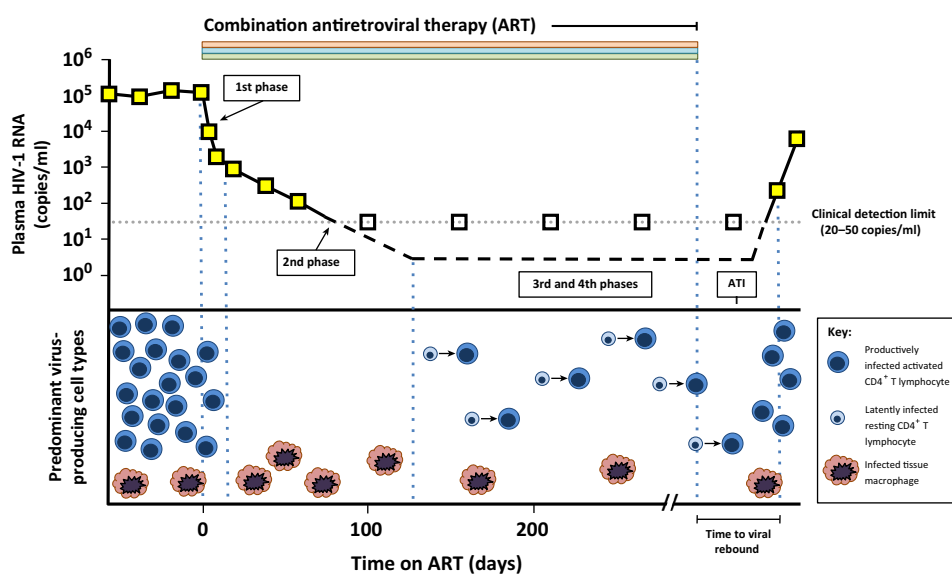 Combination antiretroviral therapy (ART)
Plasma HIV-1 RNA
(copies/ml)
10⁶
10⁵
10⁴
10³
10²
10¹
10⁰
1st phase
2nd phase
3rd and 4th phases
ATI
Clinical detection limit
(20–50 copies/ml)
Predominant virus-
producing cell types
Key:
Productively
infected activated
CD4⁺ T lymphocyte
Latently infected
resting CD4⁺ T
lymphocyte
Infected tissue
macrophage
0
100
200
Time on ART (days)
Time to viral
rebound